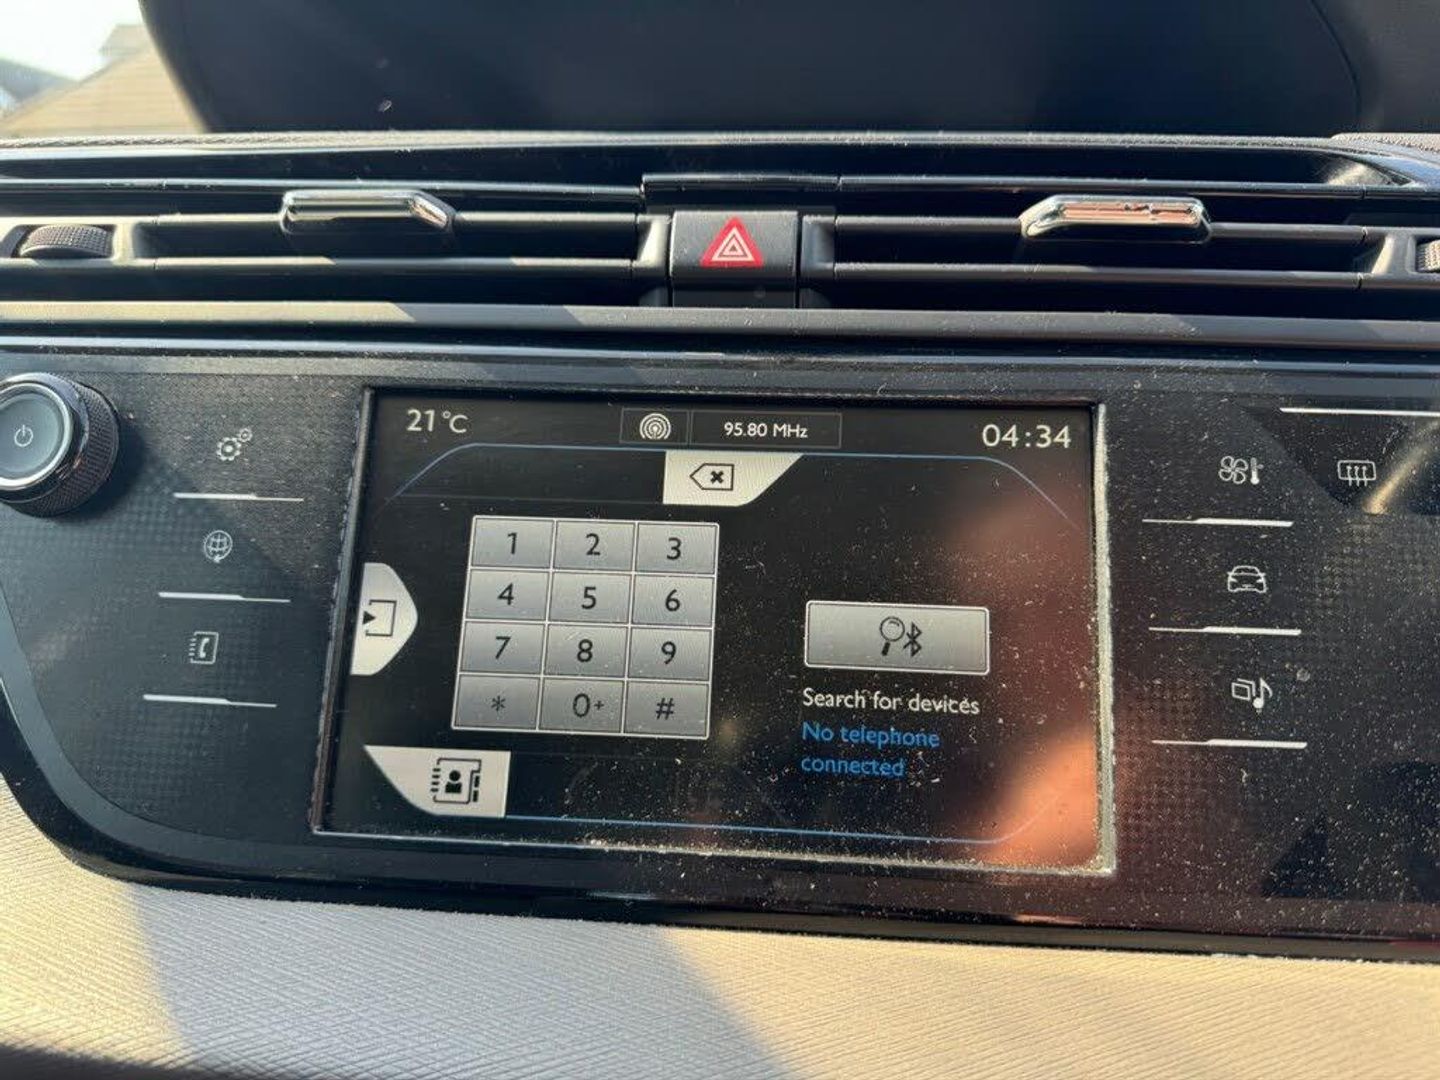 21°C
95.80 MHz
04:34
1 2 3
4 5 6
7 8 9
* 0+ #
Search for devices
No telephone
connected